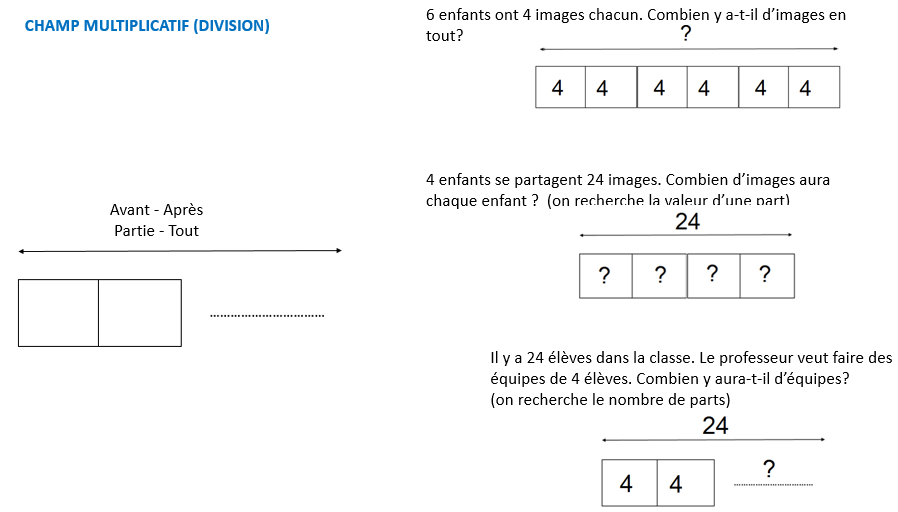 CHAMP MULTIPLICATIF (DIVISION)
6 enfants ont 4 images chacun. Combien y a-t-il d’images en
tout?
?
4 4 4 4 4 4
4 enfants se partagent 24 images. Combien d’images aura
chaque enfant ? (on recherche la valeur d’une part)
24
? ? ? ?
Avant - Après
Partie - Tout
................................
Il y a 24 élèves dans la classe. Le professeur veut faire des
équipes de 4 élèves. Combien y aura-t-il d’équipes?
(on recherche le nombre de parts)
24
4 4 ?
................................